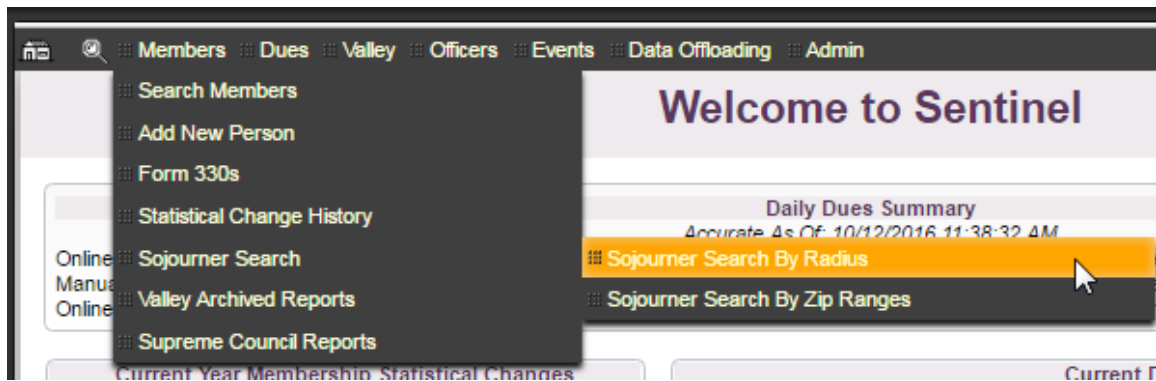 Members Dues Valley Officers Events Data Offloading Admin
Search Members
Add New Person
Form 330s
Statistical Change History
Sojourner Search
Valley Archived Reports
Supreme Council Reports
Sojourner Search By Radius
Sojourner Search By Zip Ranges
Welcome to Sentinel
Daily Dues Summary
Accurate As Of: 10/12/2016 11:38:32 AM
Online
Manua
Online
Current Year Membership Statistical Changes
Current D